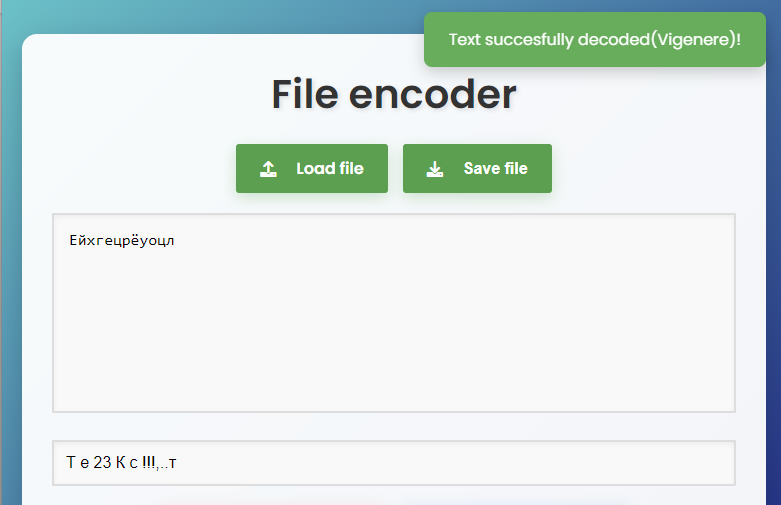 Text succesfully decoded(Vigenere)!
File encoder
Load file
Save file
Ейхгецрёуоцл
Т е 23 К с !!!,..т